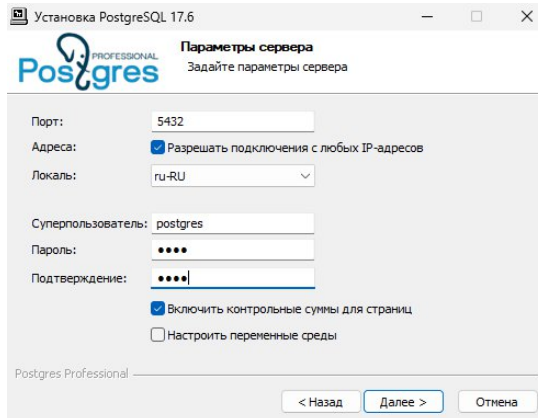 Установка PostgreSQL 17.6
PROFESSIONAL
Postgres
Параметры сервера
Задайте параметры сервера
Порт: 5432
Адреса: Разрешать подключения с любых IP-адресов
Локаль: ru-RU
Суперпользователь: postgres
Пароль: ••••
Подтверждение: ••••
Включить контрольные суммы для страниц
Настроить переменные среды
Postgres Professional
< Назад Далее > Отмена